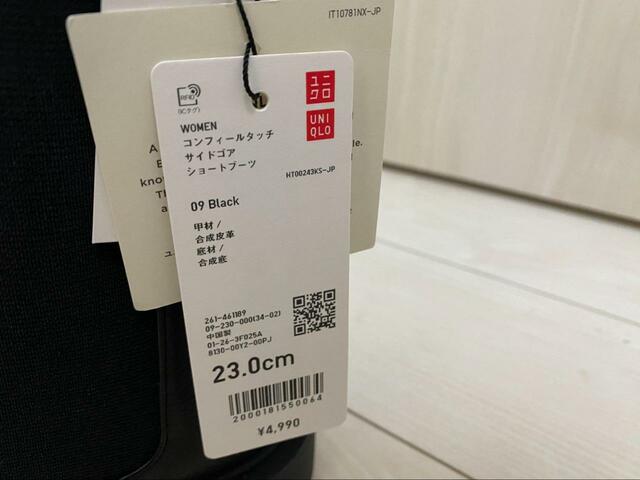 IT10781NX-JP
RFID
(ICタグ)
ユニ
クロ
UNI
QLO
WOMEN
コンフィールタッチ
サイドゴア
ショートブーツ
HT00243KS-JP
09 Black
甲材/
合成皮革
底材/
合成底
261-461189
09-230-000(34-02)
中国製
01-26-3F025A
8130-00Y2-00PJ
23.0cm
2000181550064
¥4,990